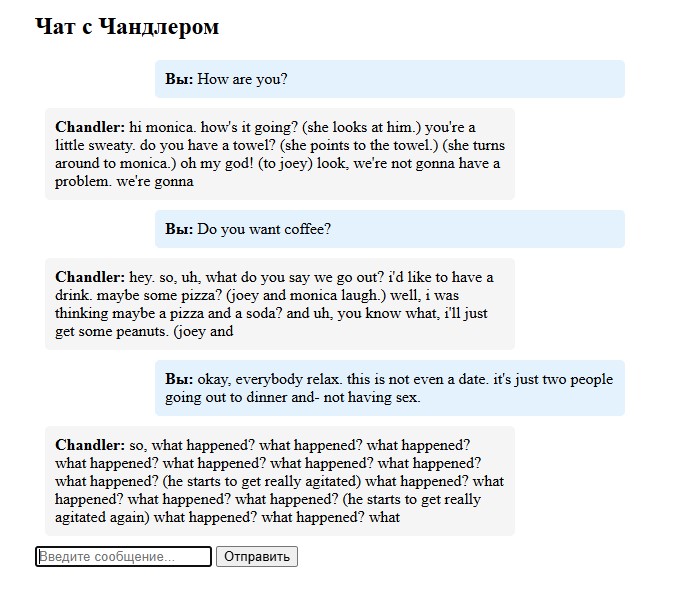 Чат с Чандлером
Вы: How are you?
Chandler: hi monica. how's it going? (she looks at him.) you're a
little sweaty. do you have a towel? (she points to the towel.) (she turns
around to monica.) oh my god! (to joey) look, we're not gonna have a
problem. we're gonna
Вы: Do you want coffee?
Chandler: hey. so, uh, what do you say we go out? i'd like to have a
drink. maybe some pizza? (joey and monica laugh.) well, i was
thinking maybe a pizza and a soda? and uh, you know what, i'll just
get some peanuts. (joey and
Вы: okay, everybody relax. this is not even a date. it's just two people
going out to dinner and- not having sex.
Chandler: so, what happened? what happened? what happened?
what happened? what happened? what happened? what happened?
what happened? (he starts to get really agitated) what happened? what
happened? what happened? what happened? (he starts to get really
agitated again) what happened? what happened? what
Введите сообщение... Отправить